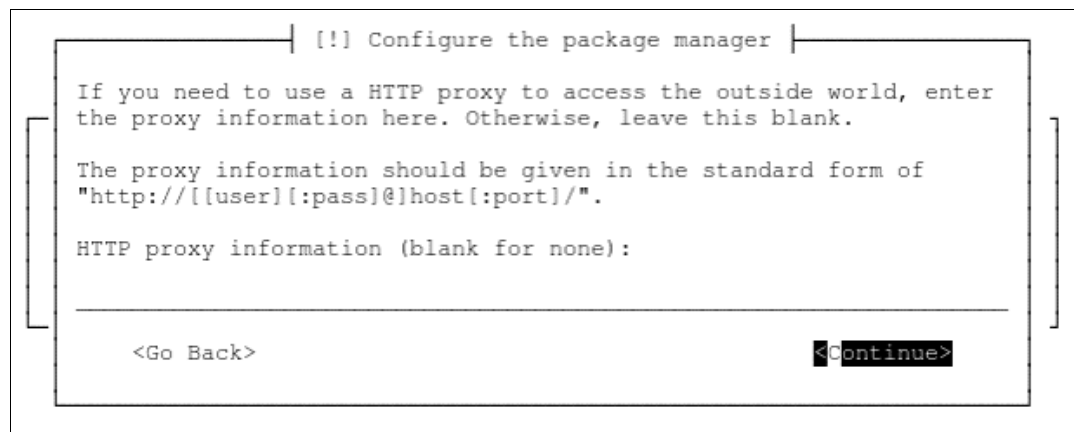 [!] Configure the package manager
If you need to use a HTTP proxy to access the outside world, enter
the proxy information here. Otherwise, leave this blank.
The proxy information should be given in the standard form of
"http://[[user][:pass]@]host[:port]/".
HTTP proxy information (blank for none):
<Go Back> <Continue>